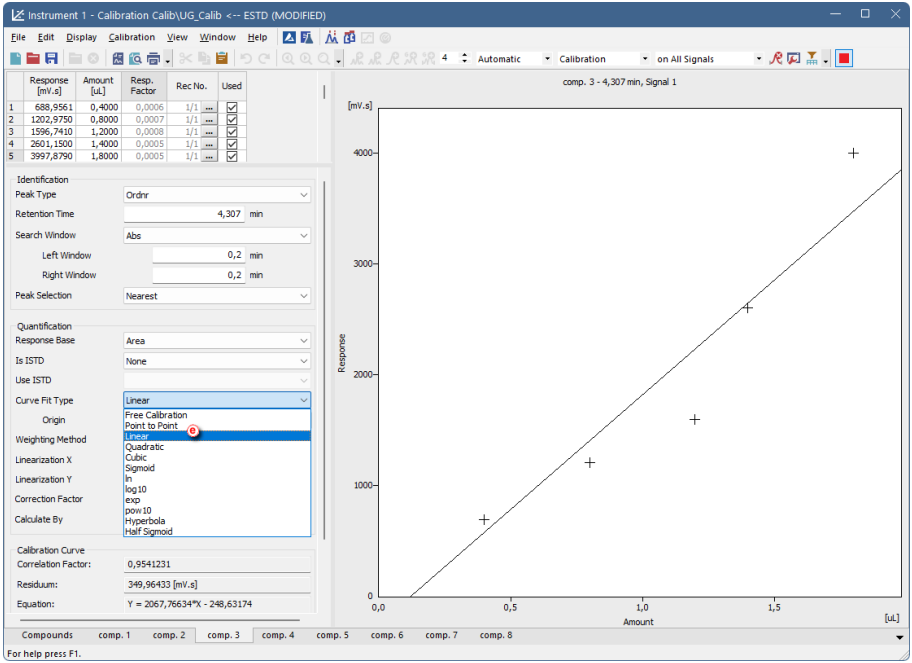 Instrument 1 - Calibration Calib\UG_Calib <-- ESTD (MODIFIED)
File Edit Display Calibration View Window Help
4 Automatic Calibration on All Signals
Response [mV.s] Amount [uL] Resp. Factor Rec No. Used
1 688,9561 0,4000 0,0006 1/1 ...
2 1202,9750 0,8000 0,0007 1/1 ...
3 1596,7410 1,2000 0,0008 1/1 ...
4 2601,1500 1,4000 0,0005 1/1 ...
5 3997,8790 1,8000 0,0005 1/1 ...
Identification
Peak Type Ordnr
Retention Time 4,307 min
Search Window Abs
Left Window 0,2 min
Right Window 0,2 min
Peak Selection Nearest
Quantification
Response Base Area
Is ISTD None
Use ISTD
Curve Fit Type Linear
Origin
Weighting Method
Linearization X
Linearization Y
Correction Factor
Calculate By
Free Calibration
Point to Point
e
Linear
Quadratic
Cubic
Sigmoid
ln
log10
exp
pow10
Hyperbola
Half Sigmoid
Calibration Curve
Correlation Factor: 0,9541231
Residuum: 349,96433 [mV.s]
Equation: Y = 2067,76634*X - 248,63174
comp. 3 - 4,307 min, Signal 1
[mV.s]
4000
3000
2000
1000
0
Response
0,0 0,5 1,0 1,5
[uL]
Amount
Compounds comp. 1 comp. 2 comp. 3 comp. 4 comp. 5 comp. 6 comp. 7 comp. 8
For help press F1.